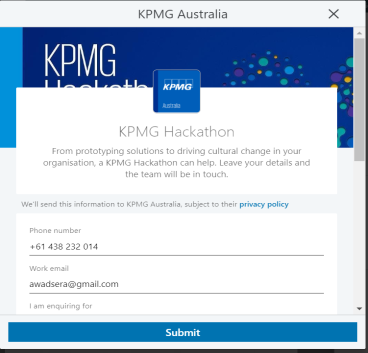 KPMG Australia
KPMG
Hackath
KPMG
Australia
KPMG Hackathon
From prototyping solutions to driving cultural change in your
organisation, a KPMG Hackathon can help. Leave your details and
the team will be in touch.
We'll send this information to KPMG Australia, subject to their privacy policy
Phone number
+61 438 232 014
Work email
awadsera@gmail.com
I am enquiring for
Submit